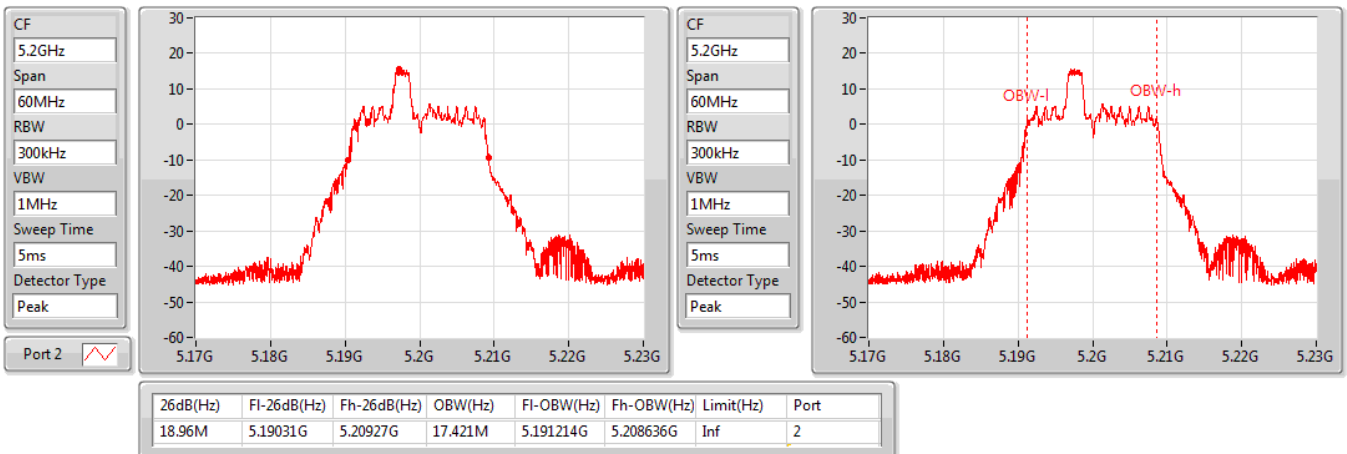 CF
5.2GHz
Span
60MHz
RBW
300kHz
VBW
1MHz
Sweep Time
5ms
Detector Type
Peak
Port 2
30
20
10
0
-10
-20
-30
-40
-50
-60
5.17G 5.18G 5.19G 5.2G 5.21G 5.22G 5.23G
CF
5.2GHz
Span
60MHz
RBW
300kHz
VBW
1MHz
Sweep Time
5ms
Detector Type
Peak
30
20
10
0
-10
-20
-30
-40
-50
-60
OBW-l OBW-h
5.17G 5.18G 5.19G 5.2G 5.21G 5.22G 5.23G
26dB(Hz) Fl-26dB(Hz) Fh-26dB(Hz) OBW(Hz) Fl-OBW(Hz) Fh-OBW(Hz) Limit(Hz) Port
18.96M 5.19031G 5.20927G 17.421M 5.191214G 5.208636G Inf 2